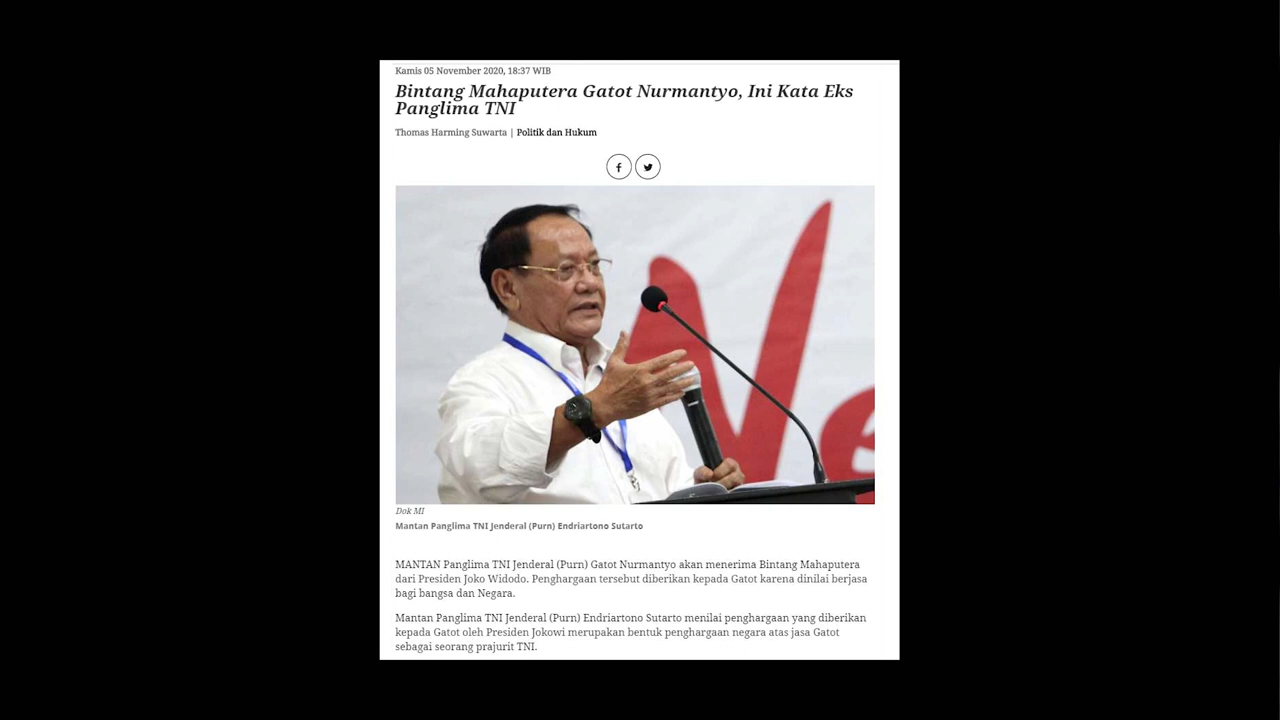 Kamis 05 November 2020, 18:37 WIB
Bintang Mahaputera Gatot Nurmantyo, Ini Kata Eks
Panglima TNI
Thomas Harming Suwarta | Politik dan Hukum
Ne
Dok MI
Mantan Panglima TNI Jenderal (Purn) Endriartono Sutarto
MANTAN Panglima TNI Jenderal (Purn) Gatot Nurmantyo akan menerima Bintang Mahaputera
dari Presiden Joko Widodo. Penghargaan tersebut diberikan kepada Gatot karena dinilai berjasa
bagi bangsa dan Negara.
Mantan Panglima TNI Jenderal (Purn) Endriartono Sutarto menilai penghargaan yang diberikan
kepada Gatot oleh Presiden Jokowi merupakan bentuk penghargaan negara atas jasa Gatot
sebagai seorang prajurit TNI.